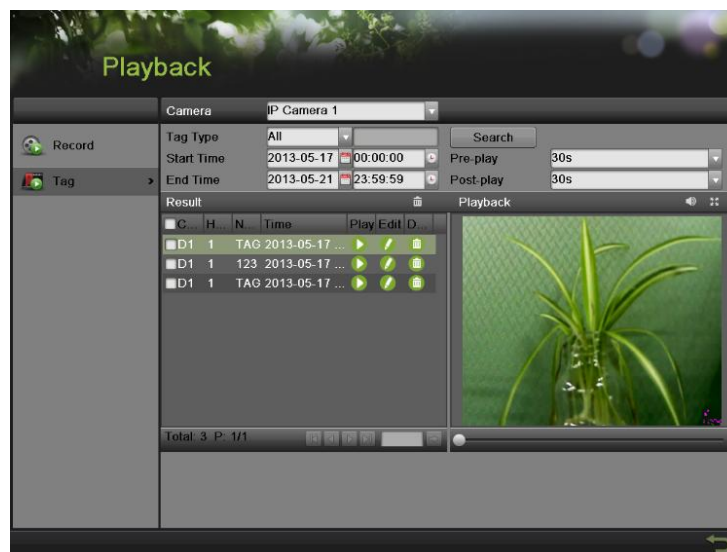 Playback
Camera IP Camera 1
Record
Tag Type All Search
Start Time 2013-05-17 00:00:00 Pre-play 30s
Tag
End Time 2013-05-21 23:59:59 Post-play 30s
Result Playback
C... H... N... Time Play Edit D...
D1 1 TAG 2013-05-17 ...
D1 1 123 2013-05-17 ...
D1 1 TAG 2013-05-17 ...
Total: 3 P: 1/1